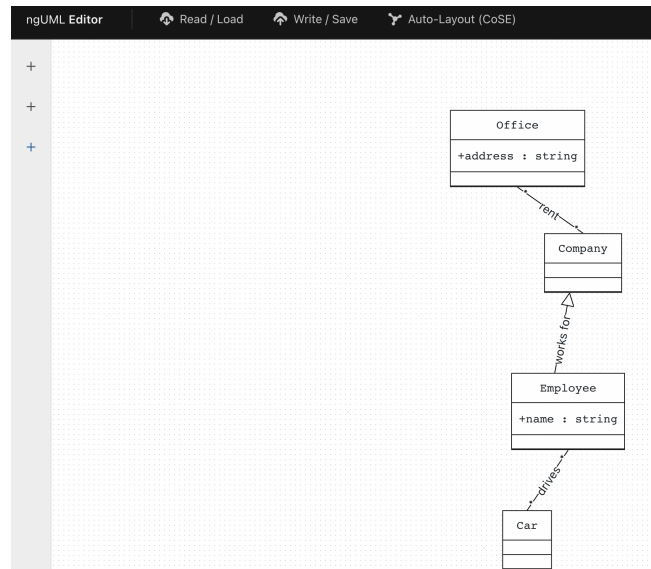 ngUML Editor Read / Load Write / Save Auto-Layout (CoSE)
+
+
+
Office
+address : string
*
rent
*
Company
works for
Employee
+name : string
*
drives
*
Car